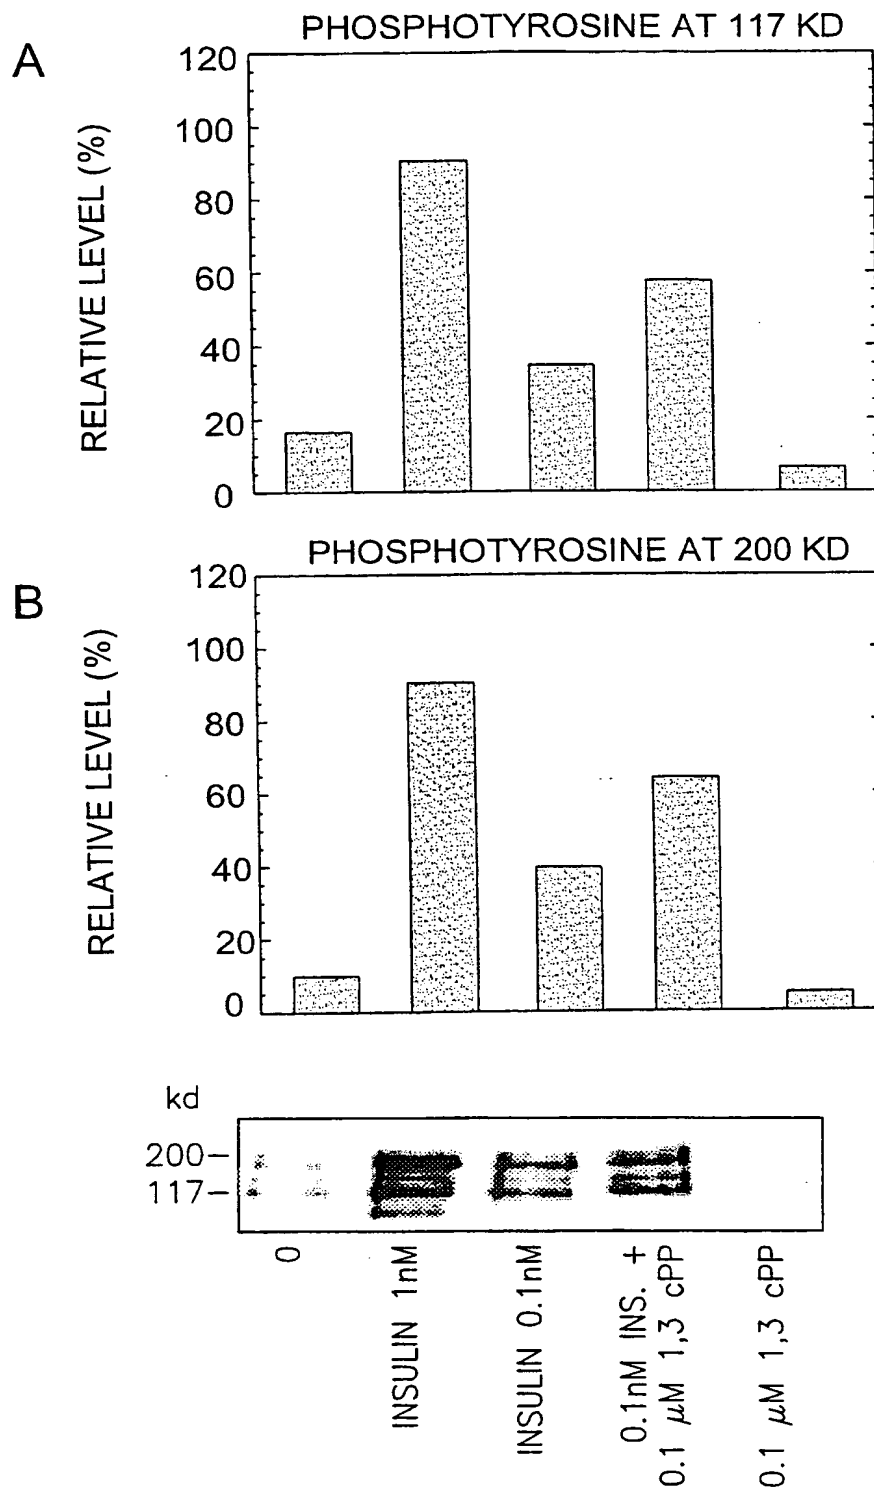 A
PHOSPHOTYROSINE AT 117 KD
RELATIVE LEVEL (%)
120
100
80
60
40
20
0
B
PHOSPHOTYROSINE AT 200 KD
RELATIVE LEVEL (%)
120
100
80
60
40
20
0
kd
200-
117-
0
INSULIN 1nM
INSULIN 0.1nM
0.1nM INS. +
0.1 μM 1,3 cPP
0.1 μM 1,3 cPP